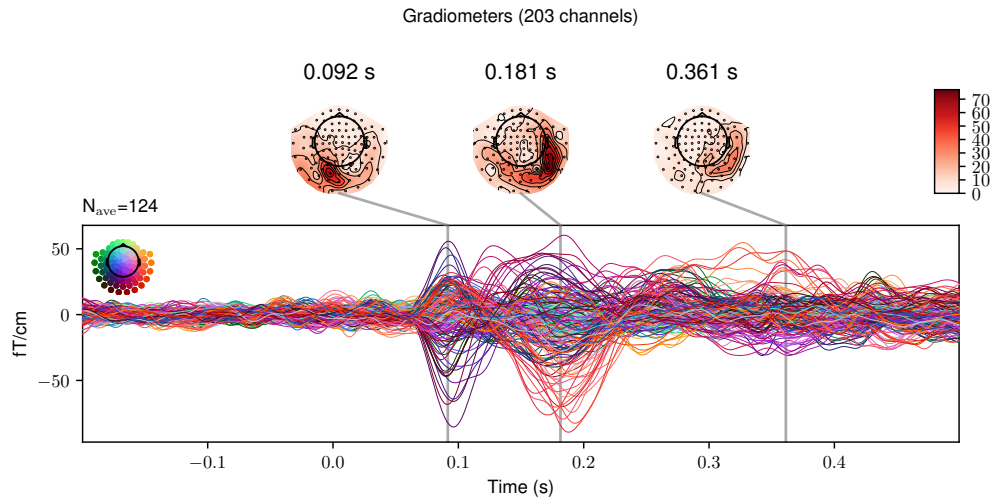 Gradiometers (203 channels)
0.092 s
0.181 s
0.361 s
70
60
50
40
30
20
10
0
N_ave=124
50
0
−50
fT/cm
−0.1
0.0
0.1
0.2
0.3
0.4
Time (s)